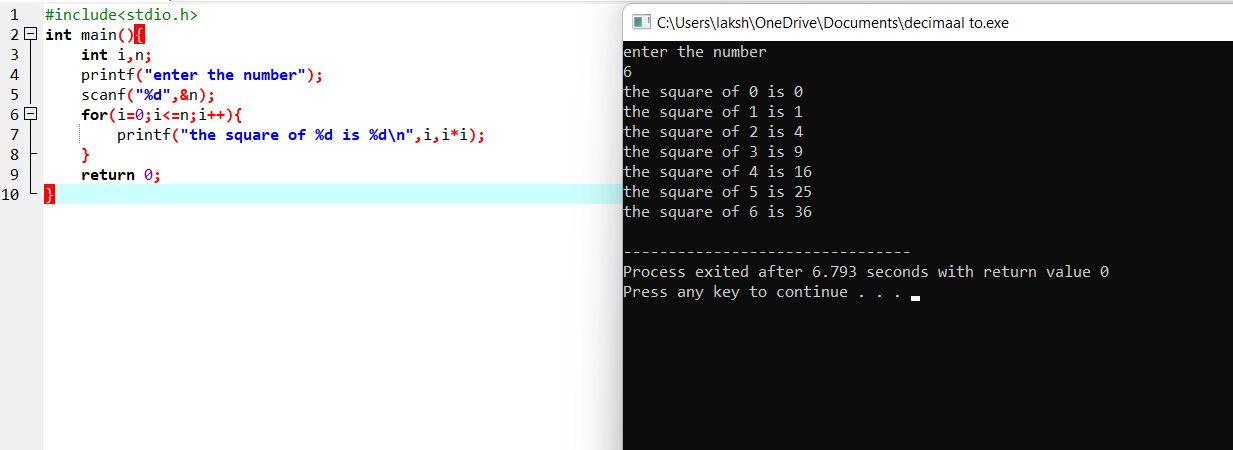 1 #include<stdio.h>
2 int main(){
3 int i,n;
4 printf("enter the number");
5 scanf("%d",&n);
6 for(i=0;i<=n;i++){
7 printf("the square of %d is %d\n",i,i*i);
8 }
9 return 0;
10 }
C:\Users\laksh\OneDrive\Documents\decimaal to.exe
enter the number
6
the square of 0 is 0
the square of 1 is 1
the square of 2 is 4
the square of 3 is 9
the square of 4 is 16
the square of 5 is 25
the square of 6 is 36
--------------------------------
Process exited after 6.793 seconds with return value 0
Press any key to continue . . .